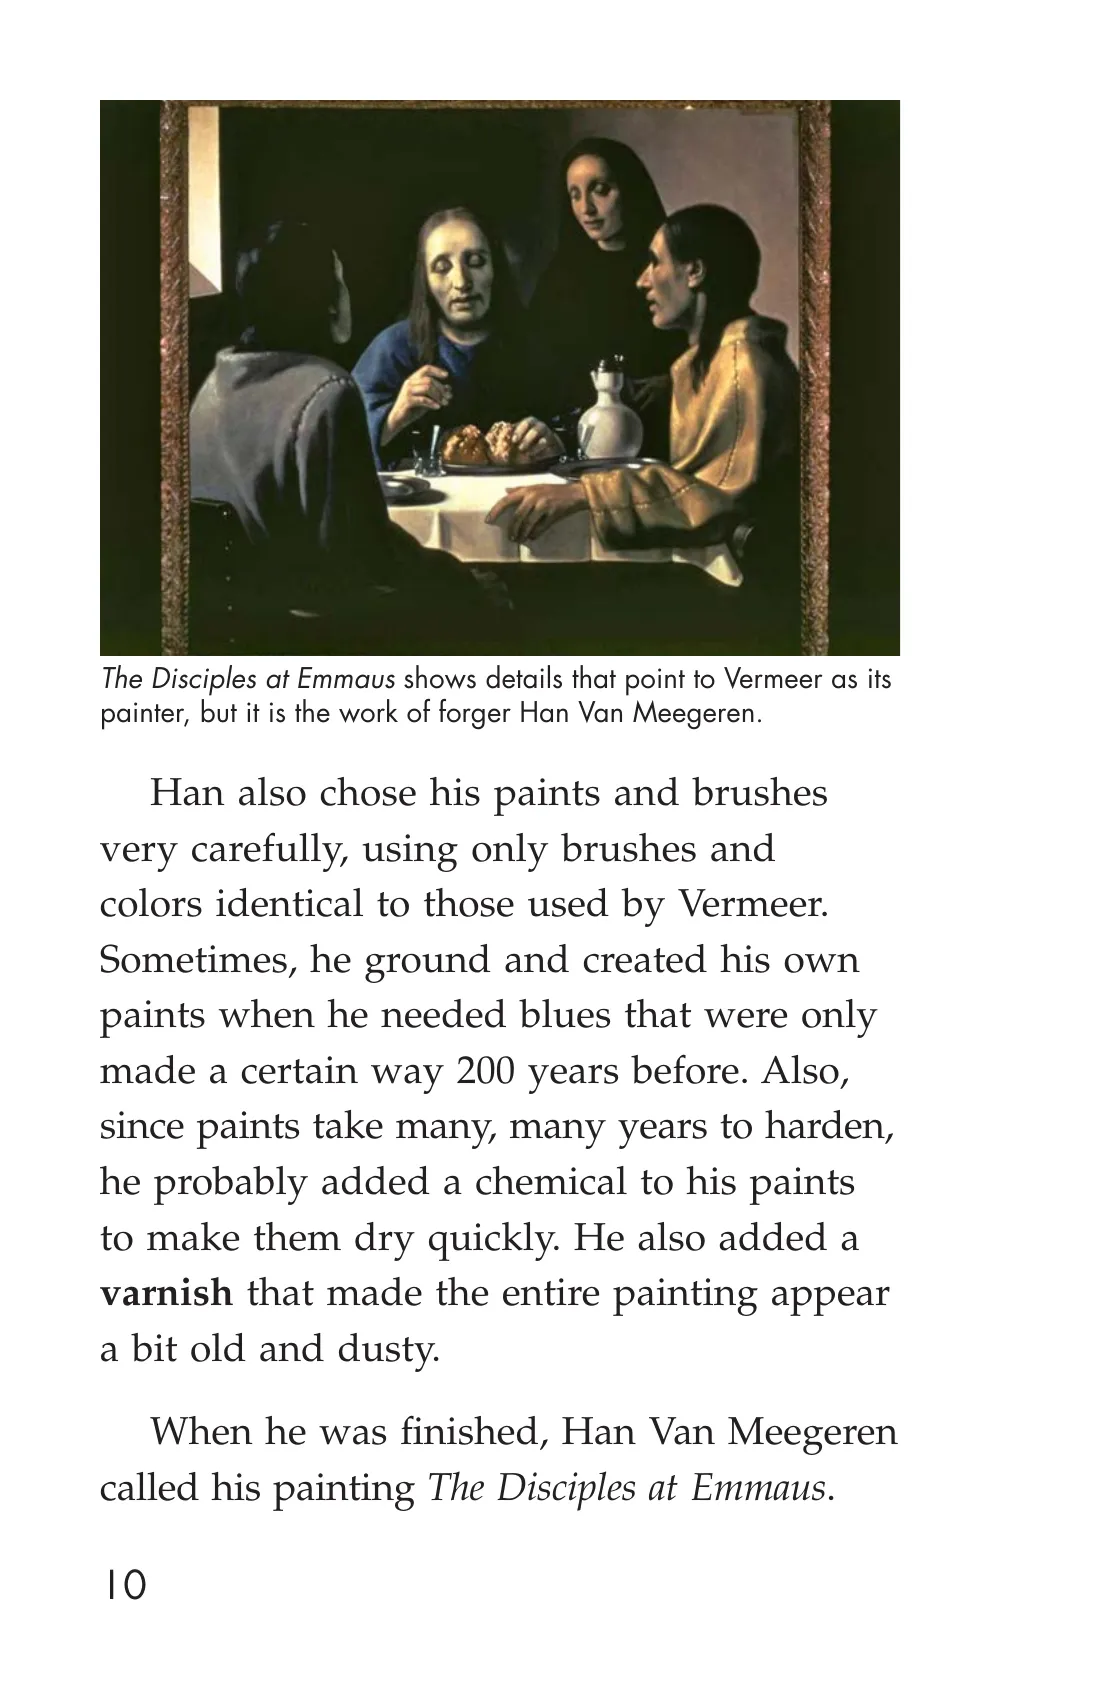 The Disciples at Emmaus shows details that point to Vermeer as its
painter, but it is the work of forger Han Van Meegeren.
Han also chose his paints and brushes
very carefully, using only brushes and
colors identical to those used by Vermeer.
Sometimes, he ground and created his own
paints when he needed blues that were only
made a certain way 200 years before. Also,
since paints take many, many years to harden,
he probably added a chemical to his paints
to make them dry quickly. He also added a
varnish that made the entire painting appear
a bit old and dusty.
When he was finished, Han Van Meegeren
called his painting The Disciples at Emmaus.
10